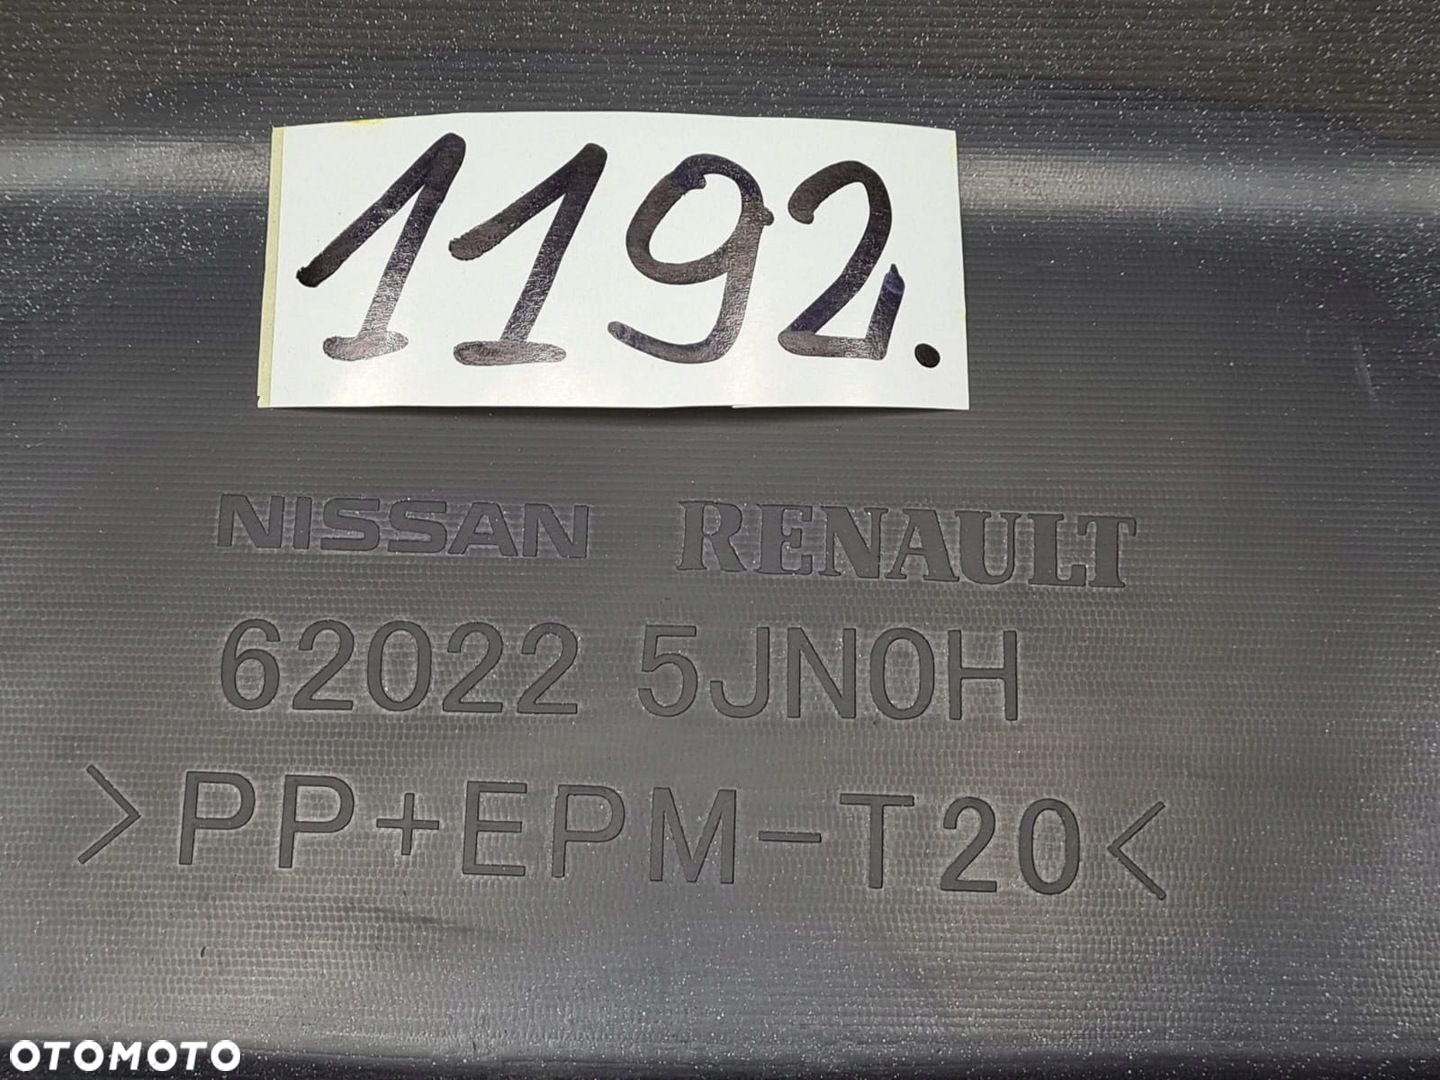 1192.
NISSAN RENAULT
62022 5JN0H
>PP+EPM-T20<
OTOMOTO